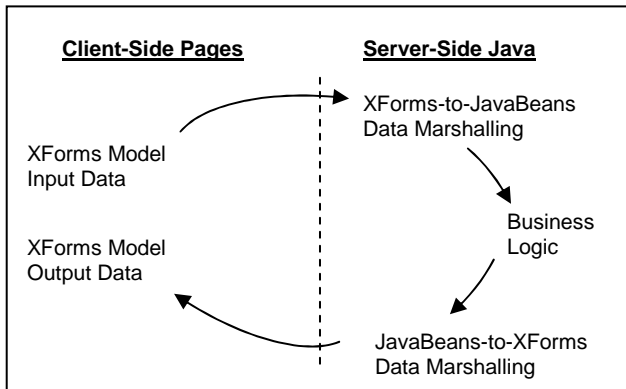 Client-Side Pages
Server-Side Java
XForms-to-JavaBeans
Data Marshalling
XForms Model
Input Data
Business
Logic
XForms Model
Output Data
JavaBeans-to-XForms
Data Marshalling